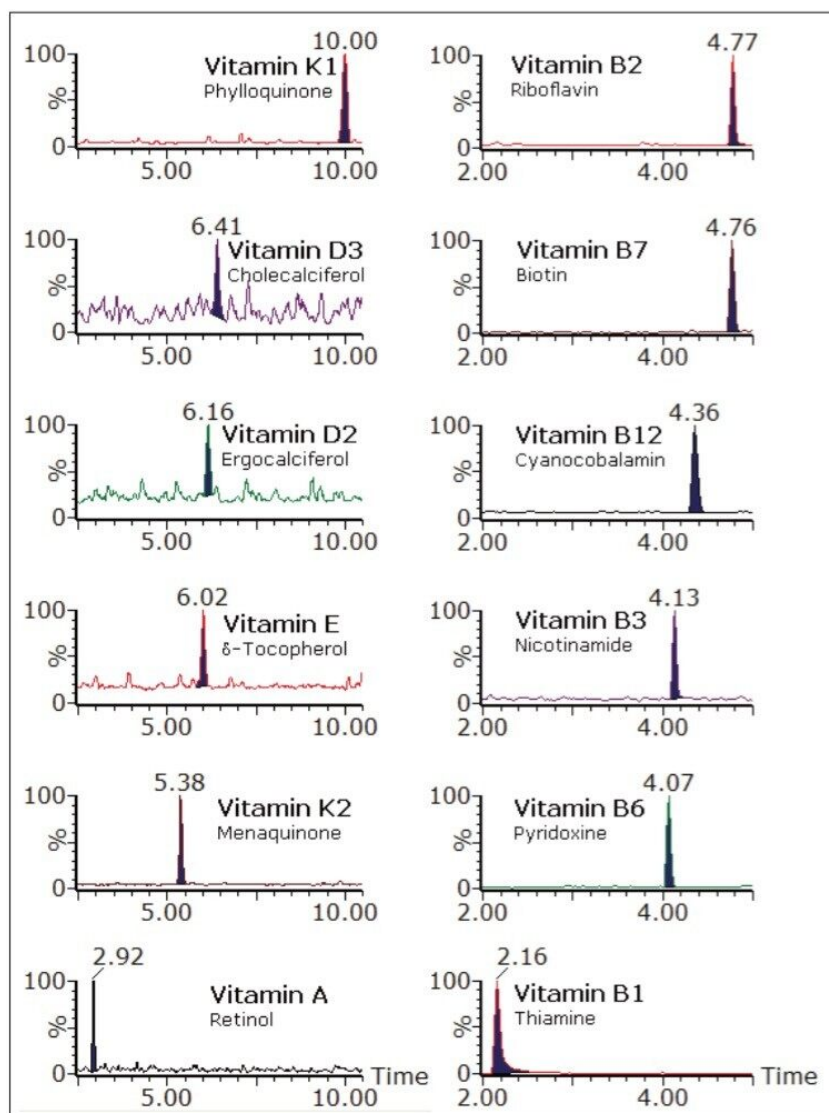 10.00
100
Vitamin K1
Phylloquinone
%
0
5.00 10.00
6.41
100
Vitamin D3
Cholecalciferol
%
0
5.00 10.00
6.16
100
Vitamin D2
Ergocalciferol
%
0
5.00 10.00
6.02
100
Vitamin E
δ-Tocopherol
%
0
5.00 10.00
5.38
100
Vitamin K2
Menaquinone
%
0
5.00 10.00
2.92
100
Vitamin A
Retinol
%
0
Time
5.00 10.00
4.77
100
Vitamin B2
Riboflavin
%
0
2.00 4.00
4.76
100
Vitamin B7
Biotin
%
0
2.00 4.00
4.36
100
Vitamin B12
Cyanocobalamin
%
0
2.00 4.00
4.13
100
Vitamin B3
Nicotinamide
%
0
2.00 4.00
4.07
100
Vitamin B6
Pyridoxine
%
0
2.00 4.00
2.16
100
Vitamin B1
Thiamine
%
0
Time
2.00 4.00